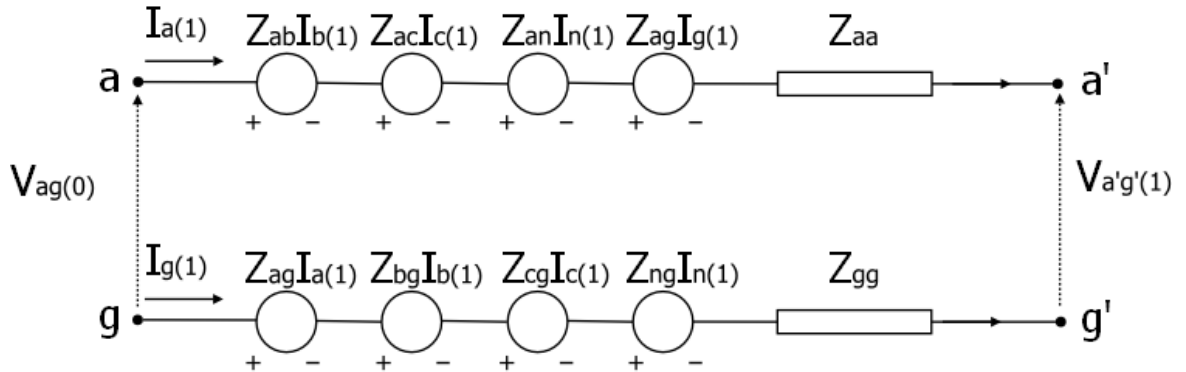 Ia(1) ZabIb(1) ZacIc(1) ZanIn(1) ZagIg(1) Zaa
a a'
+ − + − + − + −
Vag(0) Va'g'(1)
Ig(1) ZagIa(1) ZbgIb(1) ZcgIc(1) ZngIn(1) Zgg
g g'
+ − + − + − + −